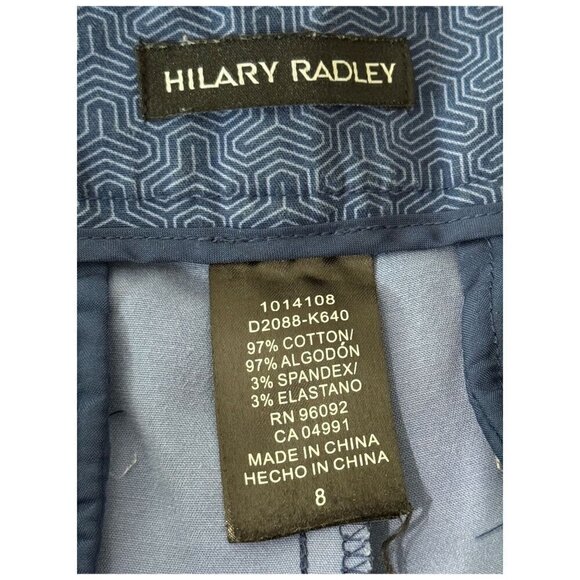 HILARY RADLEY
1014108
D2088-K640
97% COTTON/
97% ALGODÓN
3% SPANDEX/
3% ELASTANO
RN 96092
CA 04991
MADE IN CHINA
HECHO IN CHINA
8